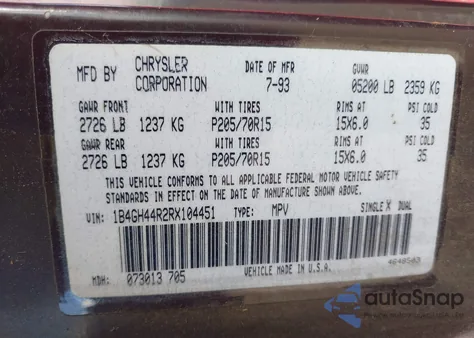 MFD BY CHRYSLER CORPORATION DATE OF MFR 7-93 GVWR 05200 LB 2359 KG
GAWR FRONT WITH TIRES RIMS AT PSI COLD
2726 LB 1237 KG P205/70R15 15X6.0 35
GAWR REAR WITH TIRES RIMS AT PSI COLD
2726 LB 1237 KG P205/70R15 15X6.0 35
THIS VEHICLE CONFORMS TO ALL APPLICABLE FEDERAL MOTOR VEHICLE SAFETY
STANDARDS IN EFFECT ON THE DATE OF MANUFACTURE SHOWN ABOVE
VIN: 1B4GH44R2RX104451 TYPE: MPV SINGLE X DUAL
MDH: 073013 705 VEHICLE MADE IN U.S.A.
autoSnap